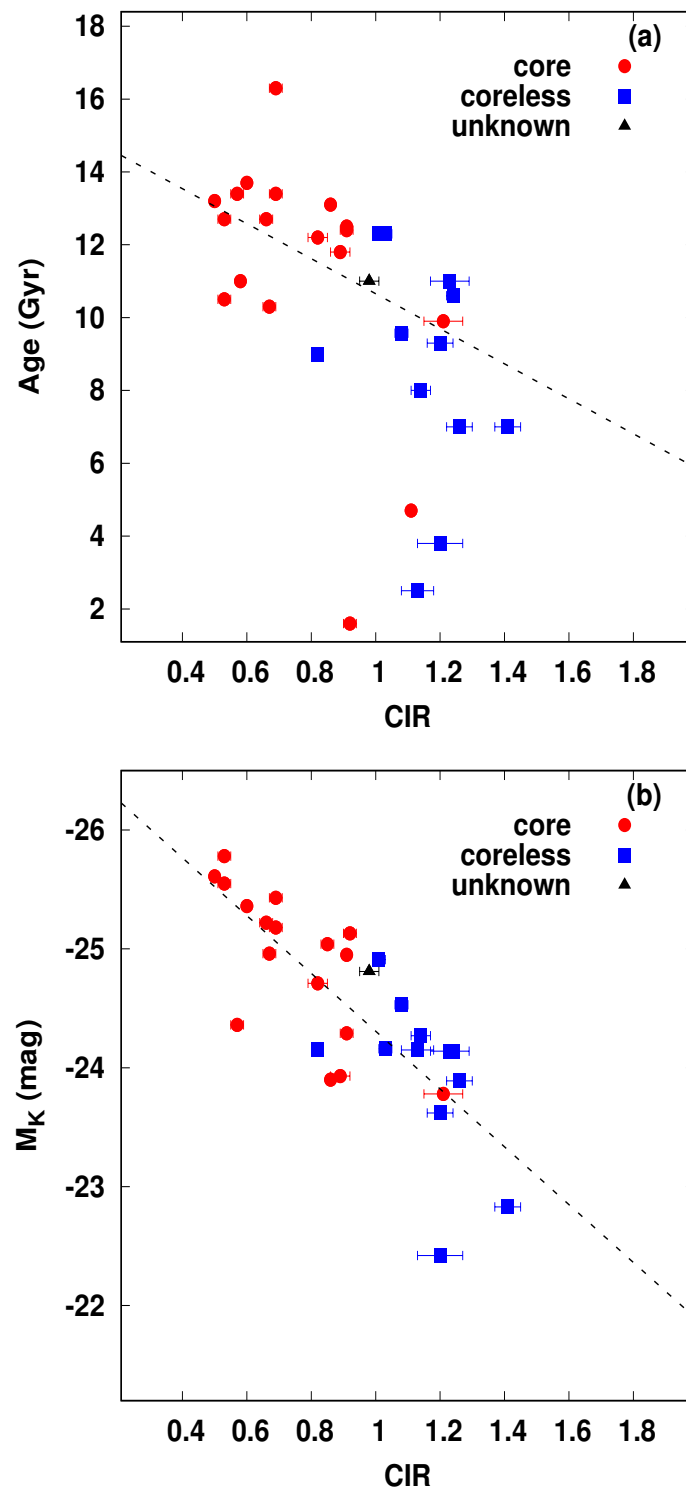 (a)
core
coreless
unknown
18
16
14
12
10
8
6
4
2
Age (Gyr)
0.4 0.6 0.8 1 1.2 1.4 1.6 1.8
CIR
(b)
core
coreless
unknown
-26
-25
-24
-23
-22
M_K (mag)
0.4 0.6 0.8 1 1.2 1.4 1.6 1.8
CIR